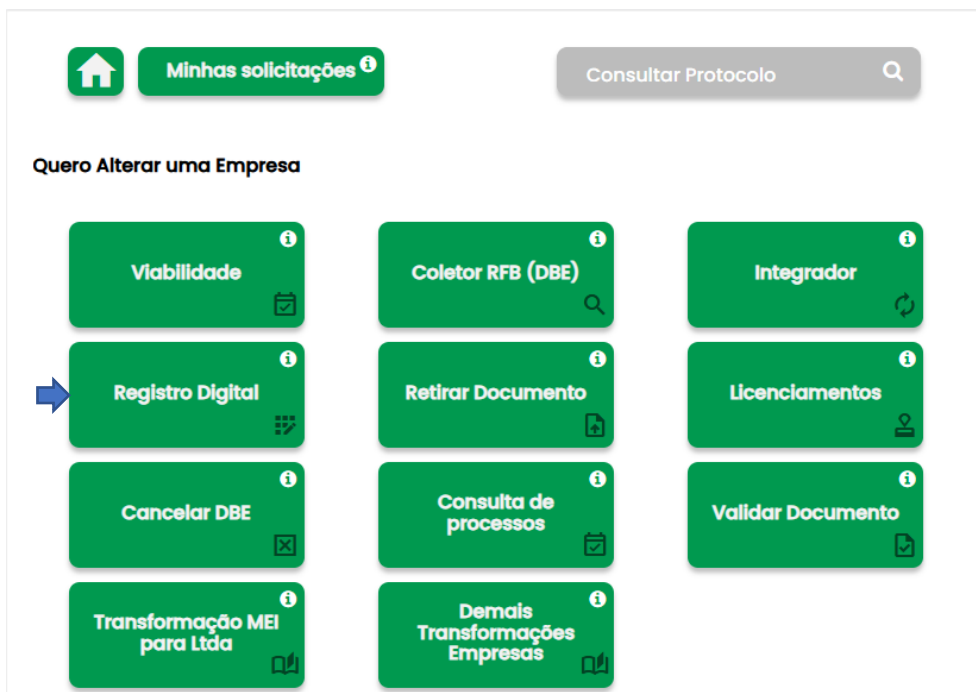 Minhas solicitações
Consultar Protocolo
Quero Alterar uma Empresa
Viabilidade
Coletor RFB (DBE)
Integrador
Registro Digital
Retirar Documento
Licenciamentos
Cancelar DBE
Consulta de
processos
Validar Documento
Transformação MEI
para Ltda
Demais
Transformações
Empresas